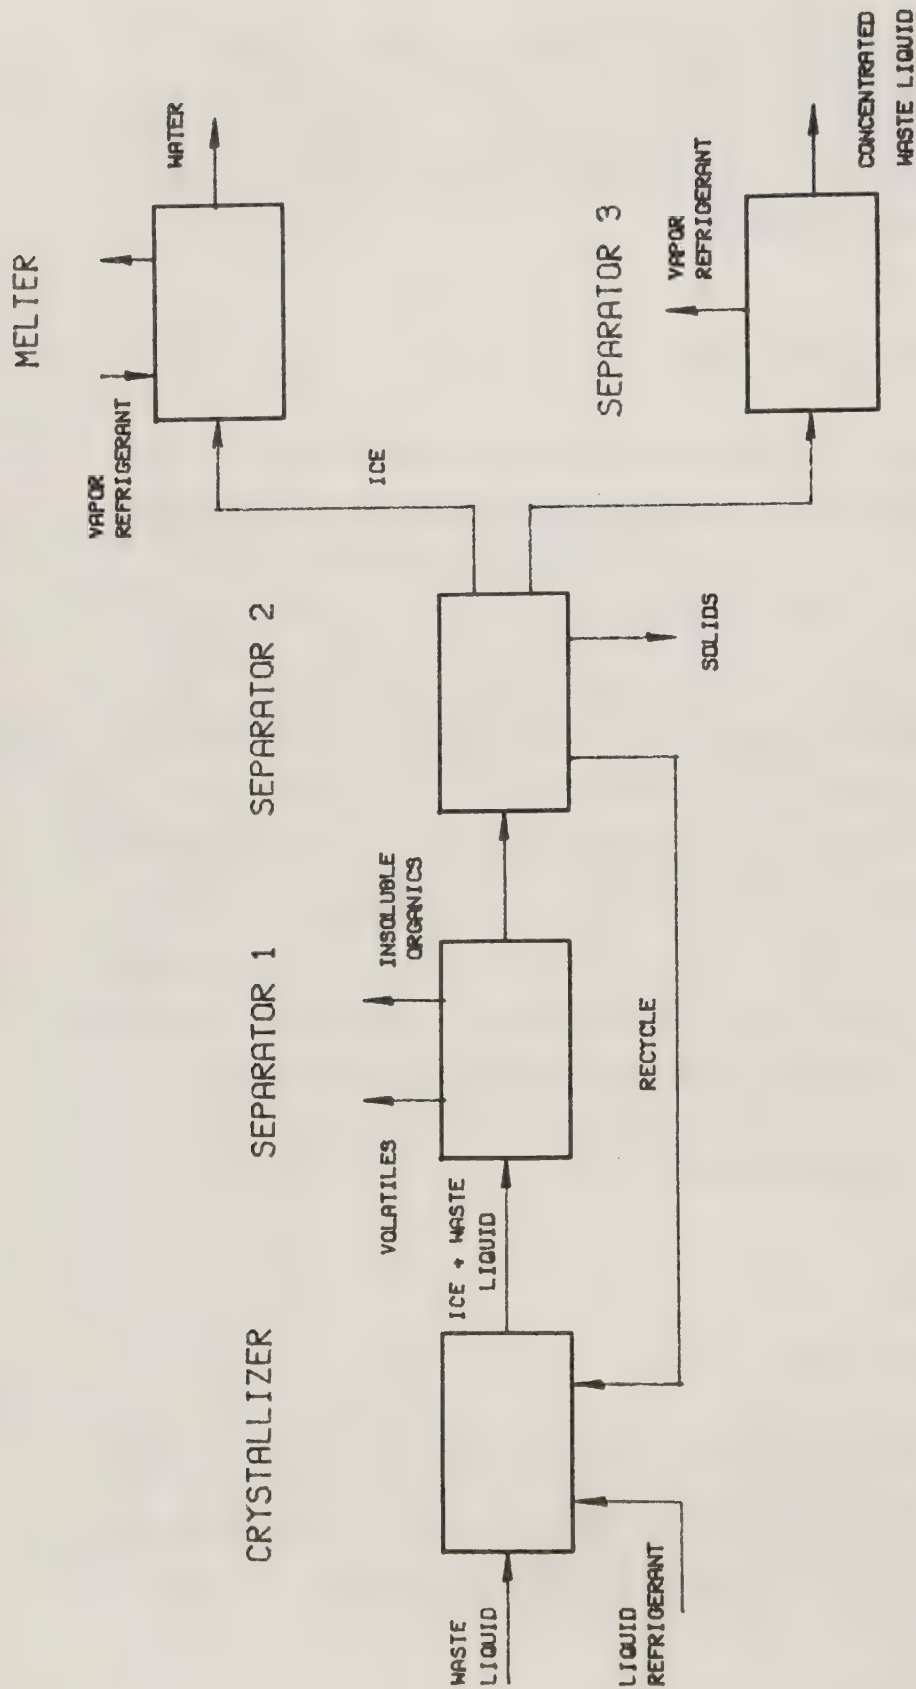 MELTER
VAPOR
REFRIGERANT
WATER
ICE
CRYSTALLIZER
SEPARATOR 1
SEPARATOR 2
SEPARATOR 3
VOLATILES
INSOLUBLE
ORGANICS
VAPOR
REFRIGERANT
WASTE
LIQUID
ICE + WASTE
LIQUID
SOLIDS
CONCENTRATED
WASTE LIQUID
LIQUID
REFRIGERANT
RECYCLE